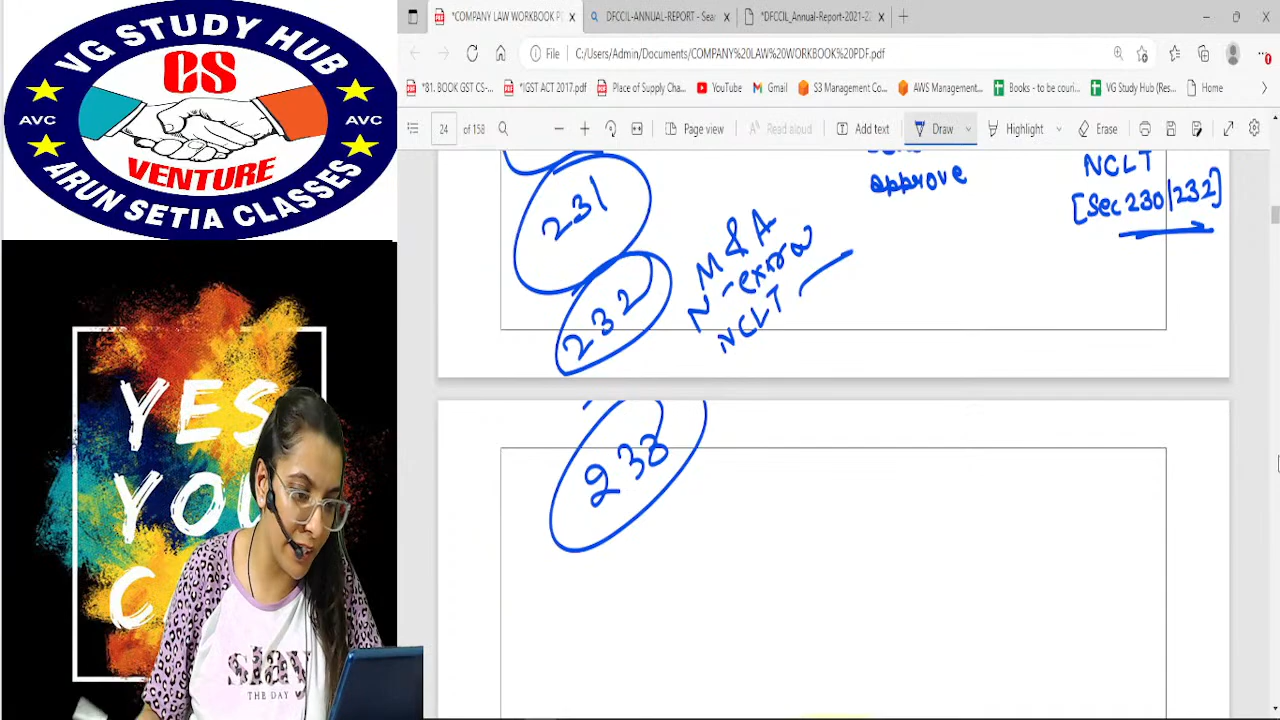 VG STUDY HUB
CS
AVC
AVC
VENTURE
ARUN SETIA CLASSES
YES
YOU
slay
THE DAY
*COMPANY LAW WORKBOOK P
DFCCIL-ANNUAL-REPORT - Sea
*DFCCIL_Annual-Report-2021-2
File
C:/Users/Admin/Documents/COMPANY%20LAW%20WORKBOOK%20PDF.pdf
*81. BOOK GST CS-...
*IGST ACT 2017.pdf
Place of Supply Cha...
YouTube
Gmail
S3 Management Co...
AWS Management...
Books - to be couri...
VG Study Hub (Res...
Home
24
of 158
Page view
Read aloud
Add text
Draw
Highlight
Erase
approve
NCLT
[Sec 230/232]
231
M & A
NCLT
232
238